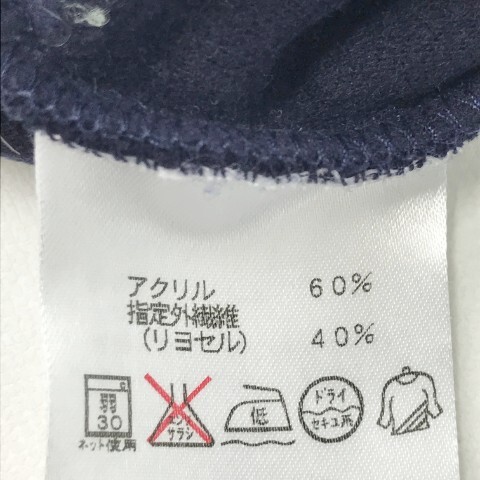 アクリル 60%
指定外繊維
(リヨセル) 40%
弱
30
ネット使用
エンソ
サラシ
低
ドライ
セキユ系